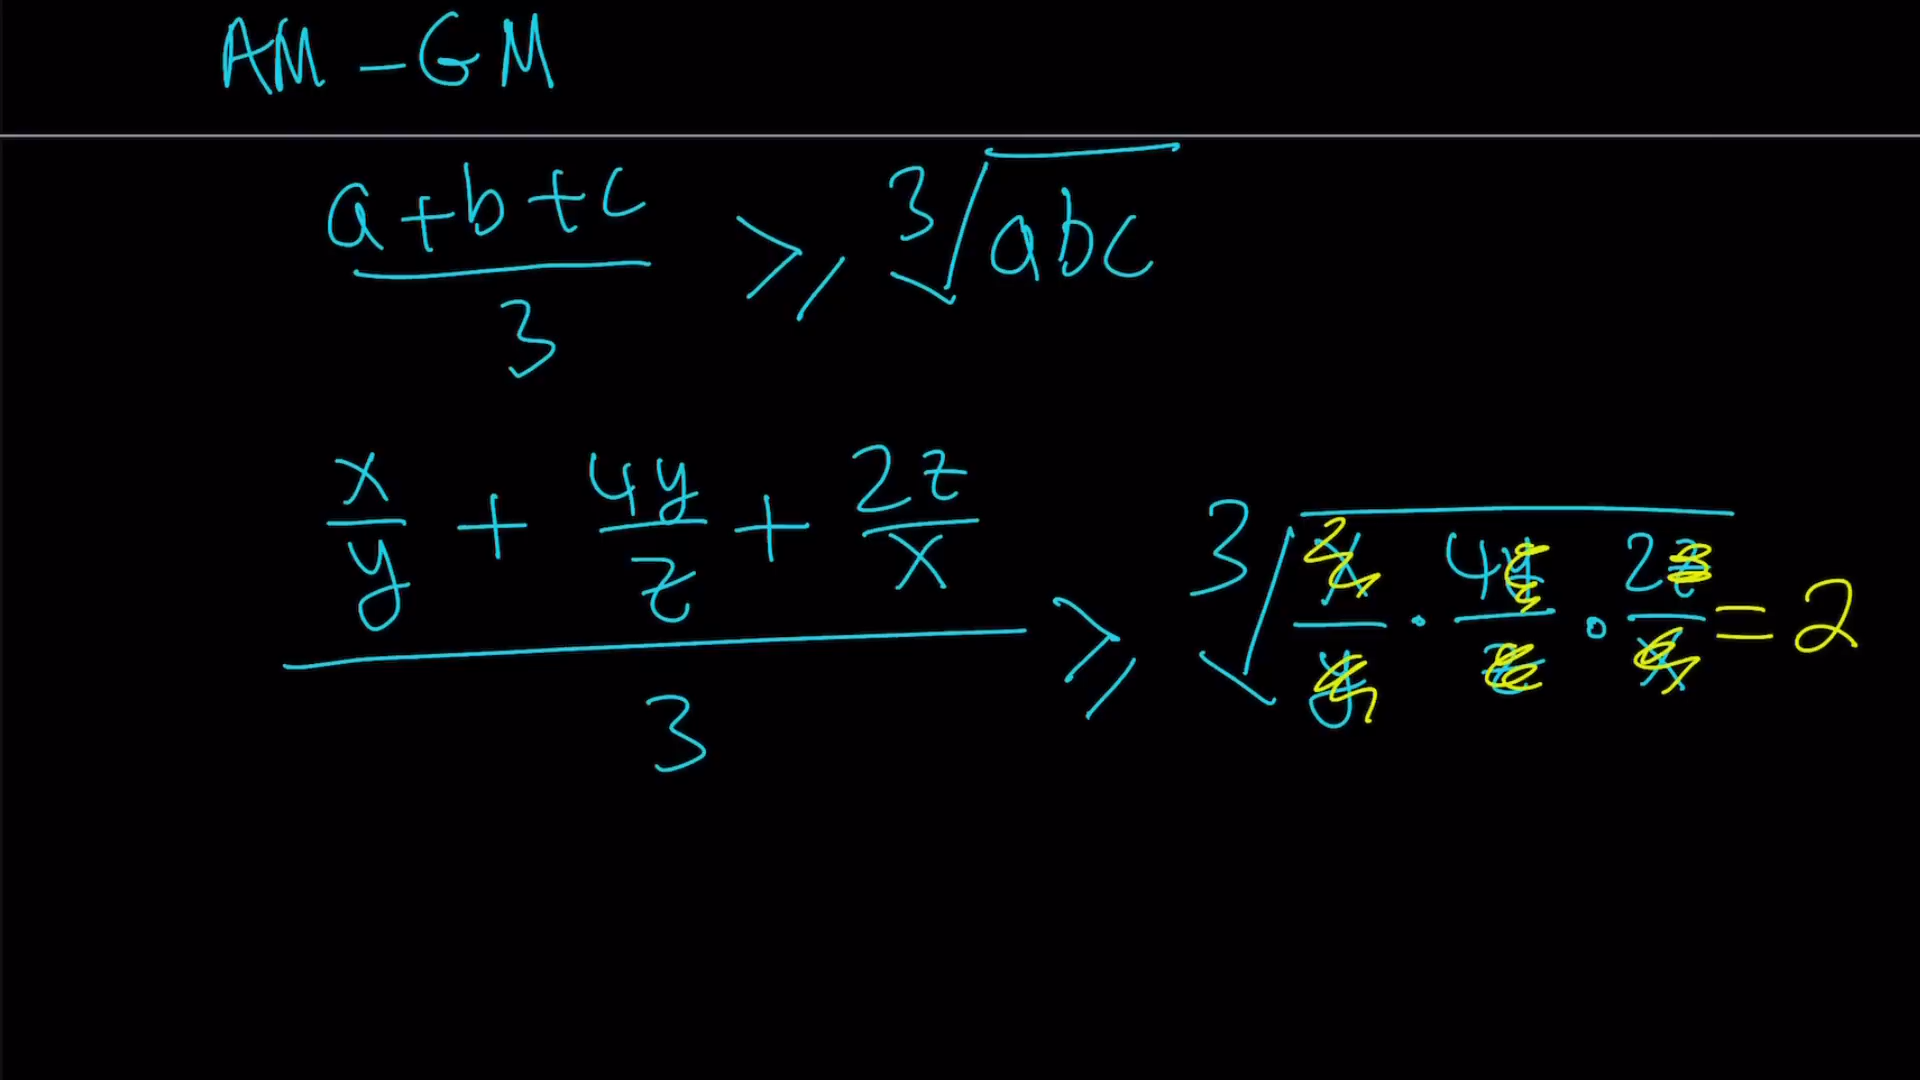 AM - GM
a+b+c / 3 ⩾ ∛abc
x/y + 4y/z + 2z/x / 3 ⩾ ∛x/y · 4y/z · 2z/x = 2